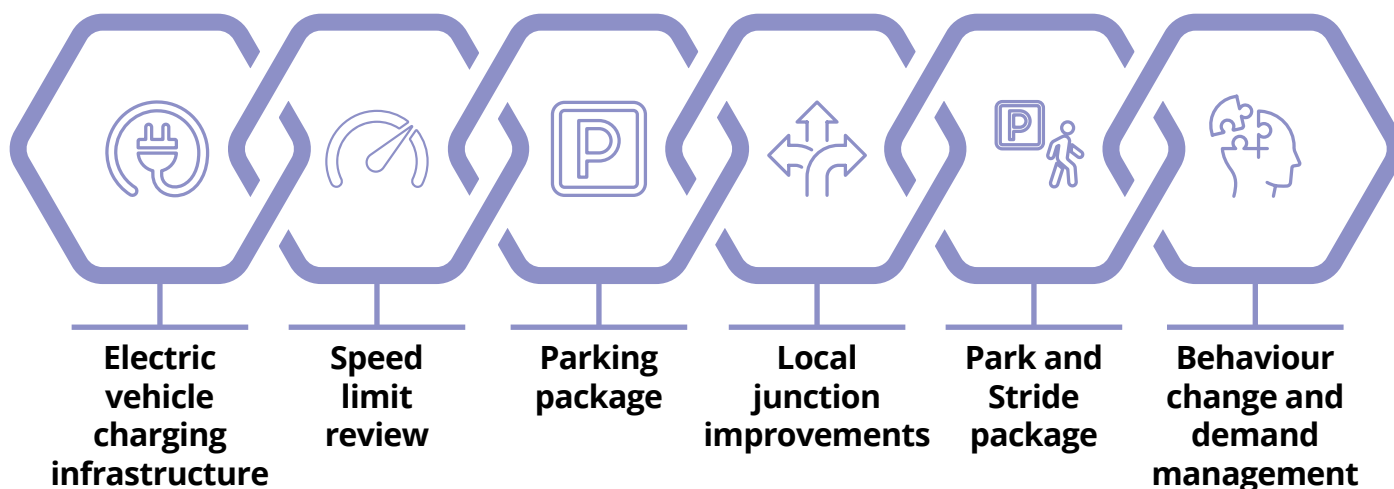 P
P
Electric
vehicle
charging
infrastructure
Speed
limit
review
Parking
package
Local
junction
improvements
Park and
Stride
package
Behaviour
change and
demand
management